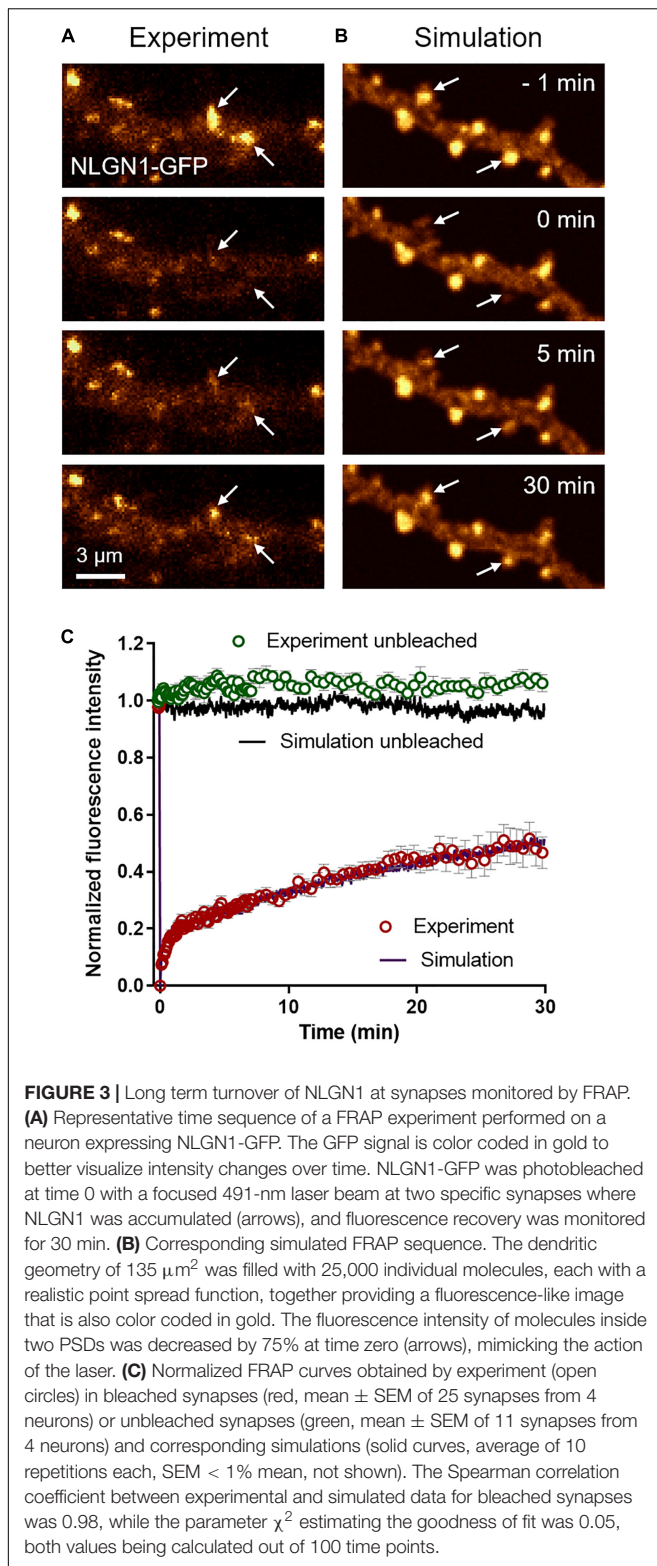 A Experiment B Simulation
NLGN1-GFP - 1 min
0 min
5 min
30 min
3 µm
C
1.2
1.0
0.8
0.6
0.4
0.2
0.0
Normalized fluorescence intensity
Experiment unbleached
Simulation unbleached
Experiment
Simulation
0 10 20 30
Time (min)
FIGURE 3 | Long term turnover of NLGN1 at synapses monitored by FRAP.
(A) Representative time sequence of a FRAP experiment performed on a
neuron expressing NLGN1-GFP. The GFP signal is color coded in gold to
better visualize intensity changes over time. NLGN1-GFP was photobleached
at time 0 with a focused 491-nm laser beam at two specific synapses where
NLGN1 was accumulated (arrows), and fluorescence recovery was monitored
for 30 min. (B) Corresponding simulated FRAP sequence. The dendritic
geometry of 135 µm² was filled with 25,000 individual molecules, each with a
realistic point spread function, together providing a fluorescence-like image
that is also color coded in gold. The fluorescence intensity of molecules inside
two PSDs was decreased by 75% at time zero (arrows), mimicking the action
of the laser. (C) Normalized FRAP curves obtained by experiment (open
circles) in bleached synapses (red, mean ± SEM of 25 synapses from 4
neurons) or unbleached synapses (green, mean ± SEM of 11 synapses from
4 neurons) and corresponding simulations (solid curves, average of 10
repetitions each, SEM < 1% mean, not shown). The Spearman correlation
coefficient between experimental and simulated data for bleached synapses
was 0.98, while the parameter χ² estimating the goodness of fit was 0.05,
both values being calculated out of 100 time points.